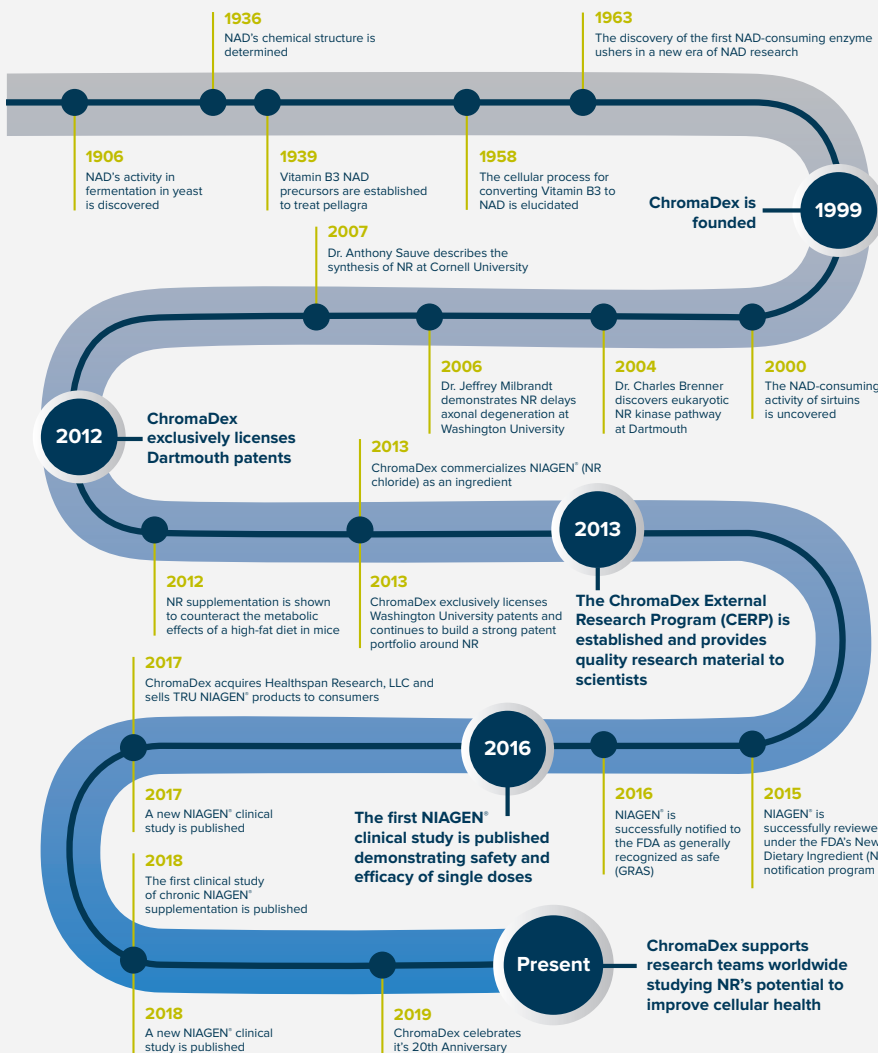 1936
NAD's chemical structure is
determined
1963
The discovery of the first NAD-consuming enzyme
ushers in a new era of NAD research
1906
NAD's activity in
fermentation in yeast
is discovered
1939
Vitamin B3 NAD
precursors are established
to treat pellagra
1958
The cellular process for
converting Vitamin B3 to
NAD is elucidated
ChromaDex is
founded
1999
2007
Dr. Anthony Sauve describes the
synthesis of NR at Cornell University
2006
Dr. Jeffrey Milbrandt
demonstrates NR delays
axonal degeneration at
Washington University
2004
Dr. Charles Brenner
discovers eukaryotic
NR kinase pathway
at Dartmouth
2000
The NAD-consuming
activity of sirtuins
is uncovered
2012
ChromaDex
exclusively licenses
Dartmouth patents
2013
ChromaDex commercializes NIAGEN® (NR
chloride) as an ingredient
2013
2012
NR supplementation is shown
to counteract the metabolic
effects of a high-fat diet in mice
2013
ChromaDex exclusively licenses
Washington University patents and
continues to build a strong patent
portfolio around NR
The ChromaDex External
Research Program (CERP) is
established and provides
quality research material to
scientists
2017
ChromaDex acquires Healthspan Research, LLC and
sells TRU NIAGEN® products to consumers
2016
2017
A new NIAGEN® clinical
study is published
The first NIAGEN®
clinical study is published
demonstrating safety and
efficacy of single doses
2016
NIAGEN® is
successfully notified to
the FDA as generally
recognized as safe
(GRAS)
2015
NIAGEN® is
successfully reviewe
under the FDA's New
Dietary Ingredient (N
notification program
2018
The first clinical study
of chronic NIAGEN®
supplementation is published
Present
ChromaDex supports
research teams worldwide
studying NR's potential to
improve cellular health
2018
A new NIAGEN® clinical
study is published
2019
ChromaDex celebrates
it's 20th Anniversary